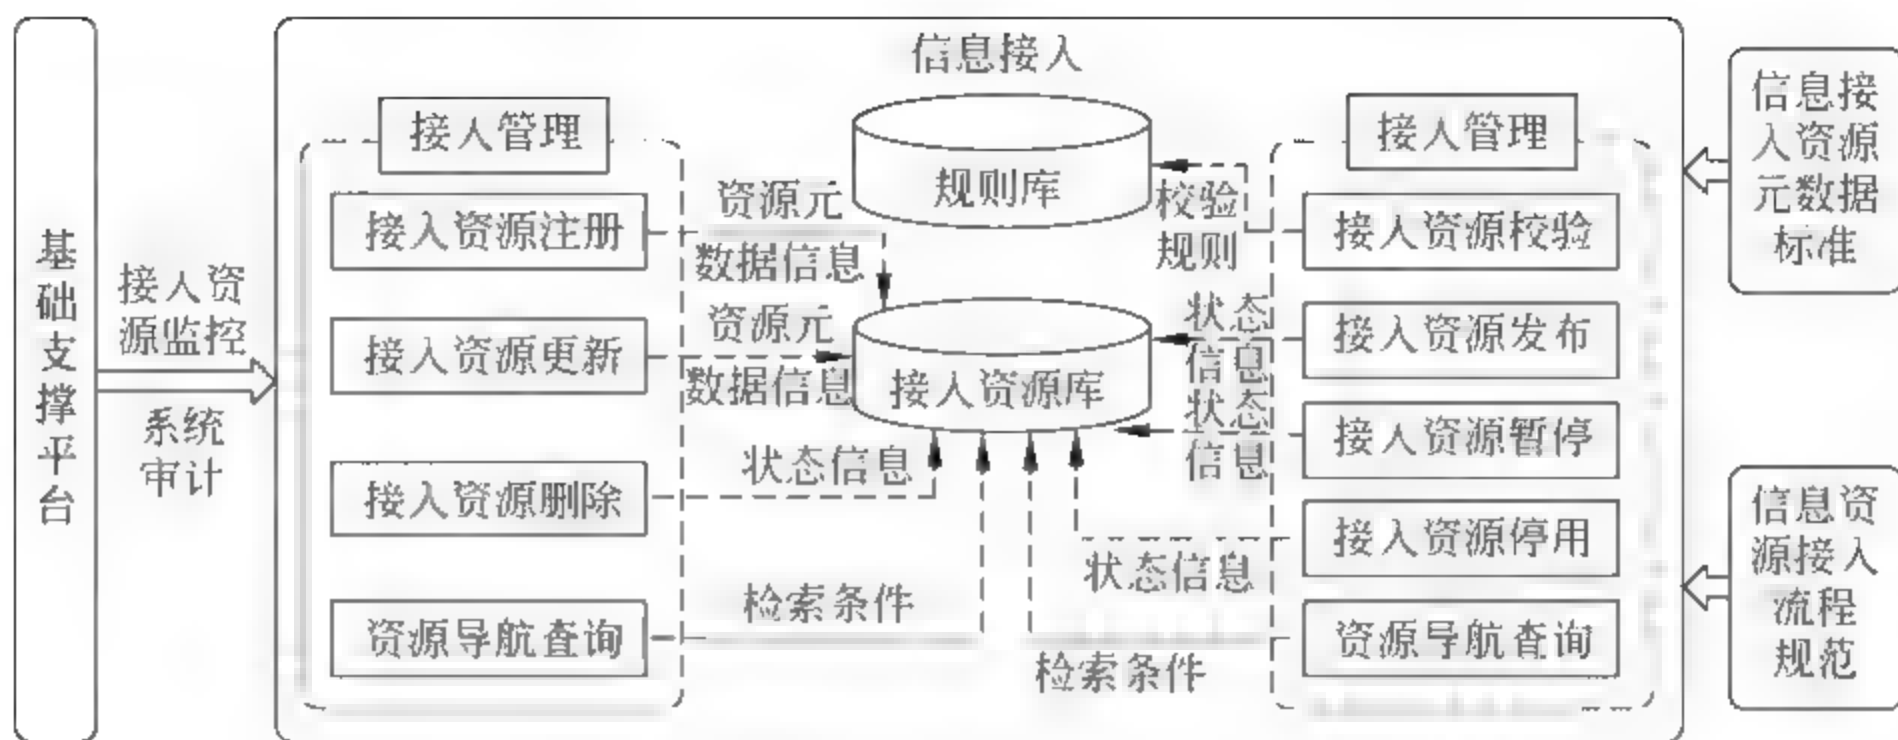 基
础
支
撑
平
台
接入资
源监控
系统
审计
信息接入
接入管理
接入资源注册
接入资源更新
接入资源删除
资源导航查询
资源元
数据信息
资源元
数据信息
状态信息
检索条件
规则库
接入资源库
校验
规则
状态
信息
状态
信息
状态信息
检索条件
接入管理
接入资源校验
接入资源发布
接入资源暂停
接入资源停用
资源导航查询
信息接
入资源
元数据
标准
信息资
源接入
流程
规范